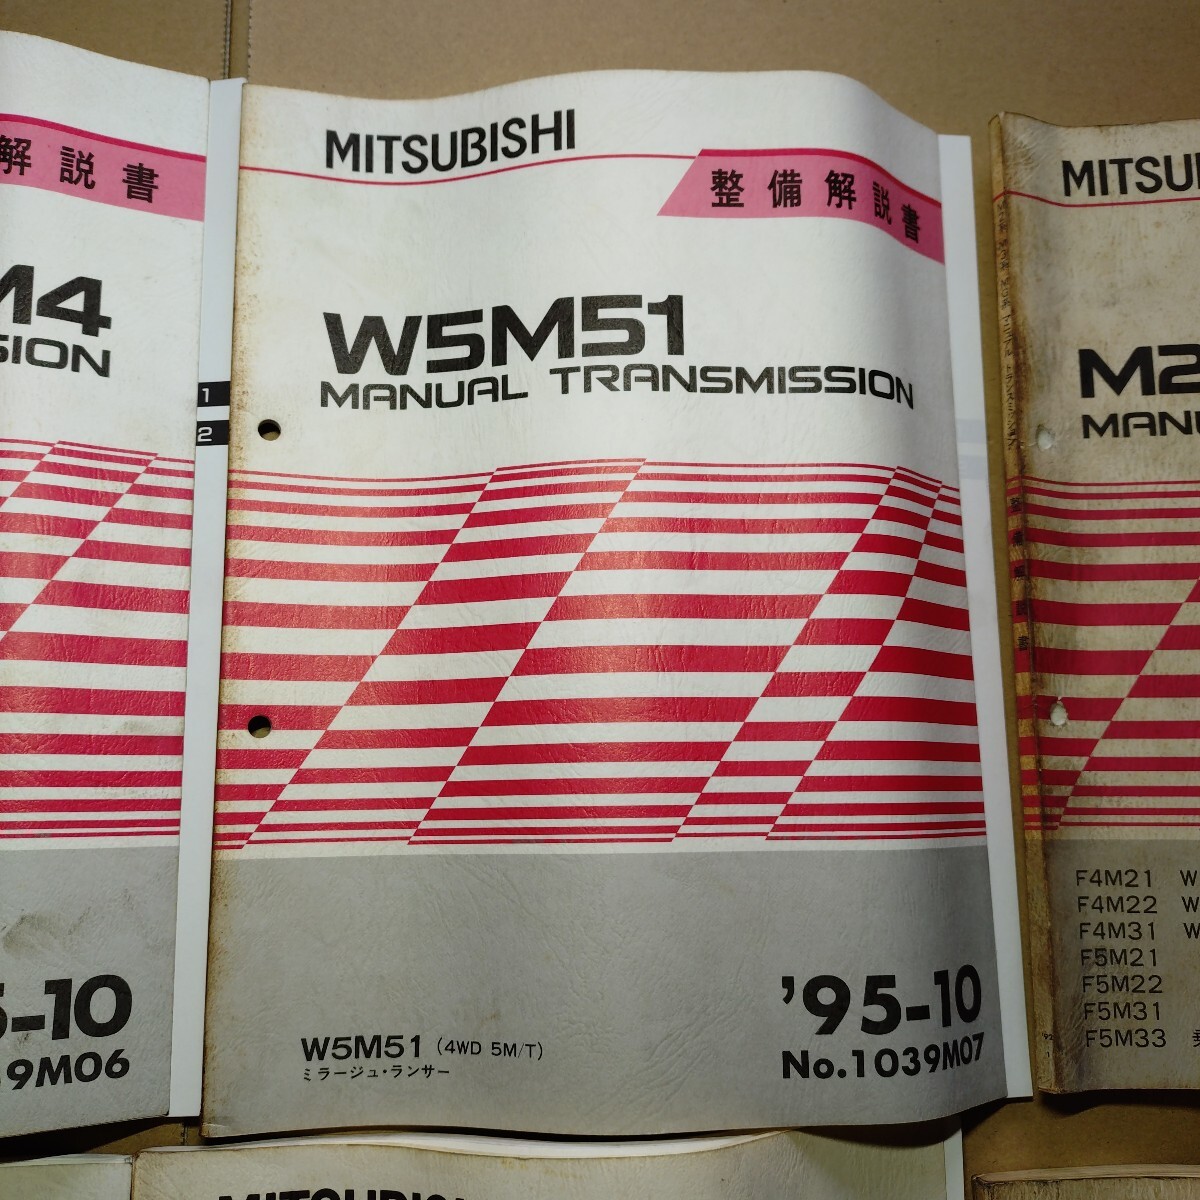 解説書
M4
SION
5-10
9M06
1
2
MITSUBISHI
整備解説書
W5M51
MANUAL TRANSMISSION
'95-10
No.1039M07
W5M51 (4WD 5M/T)
ミラージュ・ランサー
MITSU
M2
MANU
F4M21 W
F4M22 W
F4M31 W
F5M21
F5M22
F5M31
F5M33
MITSUBISHI